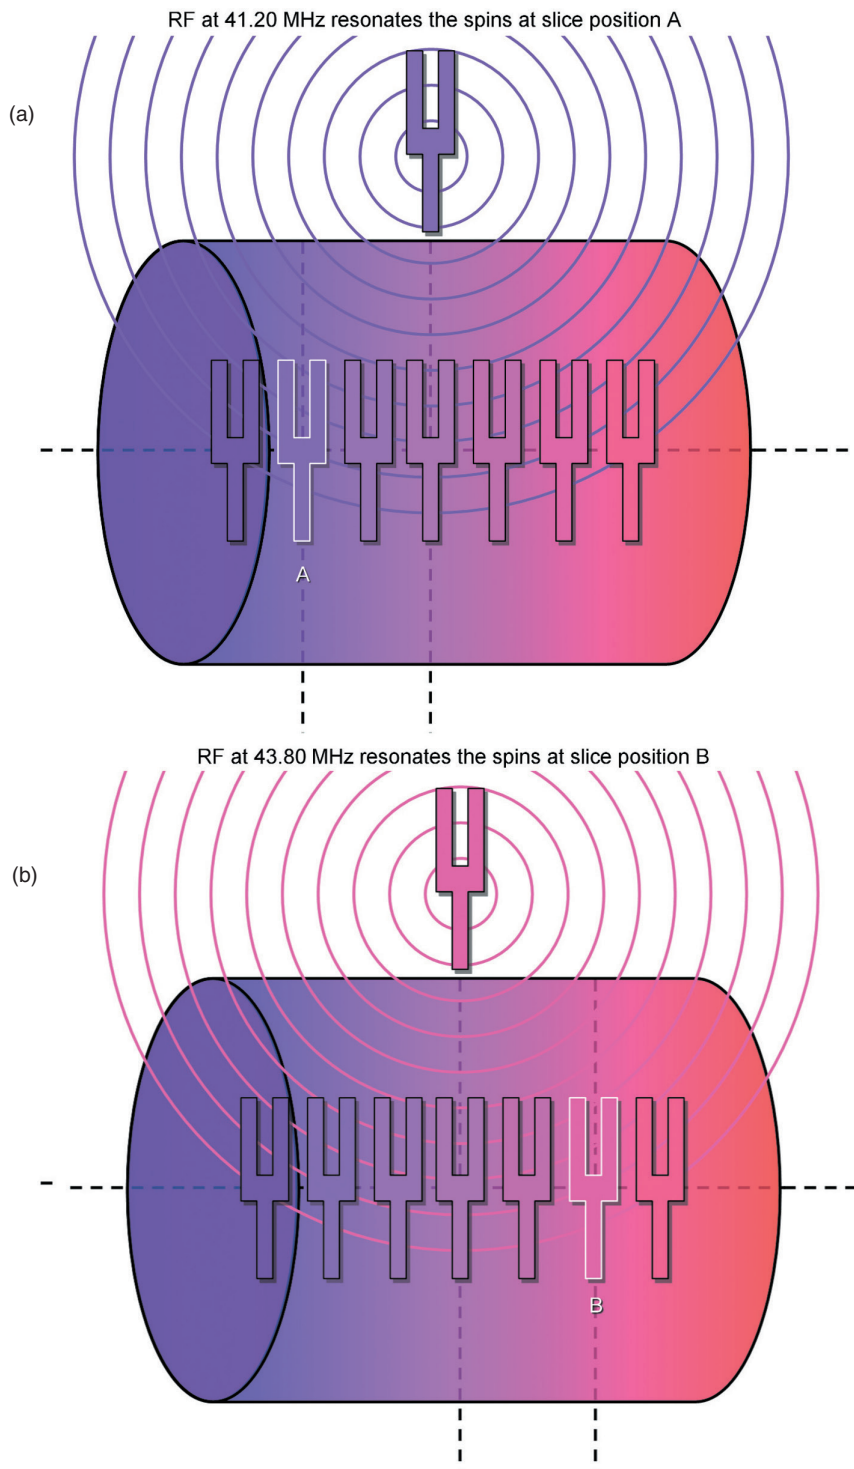 RF at 41.20 MHz resonates the spins at slice position A
(a)
A
RF at 43.80 MHz resonates the spins at slice position B
(b)
B